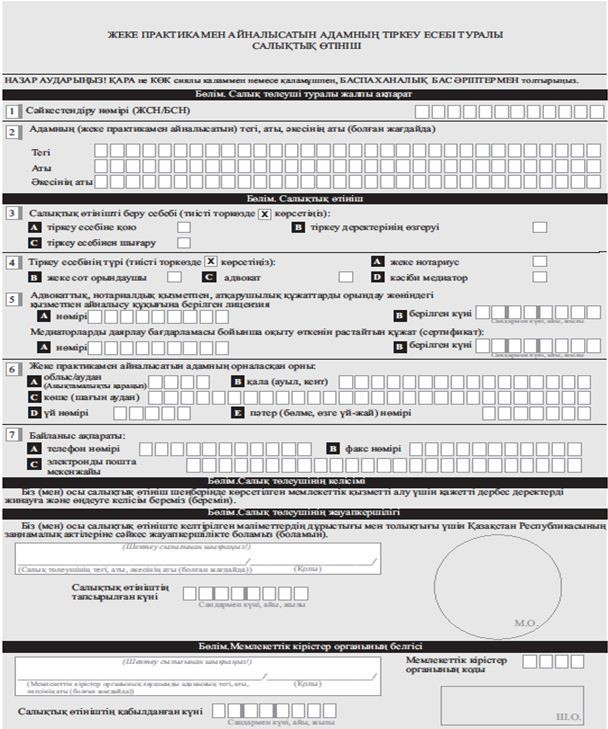 ЖЕКЕ ПРАКТИКАМЕН АЙНАЛЫСАТЫН АДАМНЫҢ ТІРКЕУ ЕСЕБІ ТУРАЛЫ
САЛЫҚТЫҚ ӨТІНІШ
НАЗАР АУДАРЫҢЫЗ! ҚАРА не КӨК сиялы қаламмен немесе қаламұшпен, БАСПАХАНАЛЫҚ БАС ӘРІПТЕРМЕН толтырыңыз.
Бөлім. Салық төлеуші туралы жалпы ақпарат
1 Сәйкестендіру нөмірі (ЖСН/БСН)
2 Адамның (жеке практикамен айналысатын) тегі, аты, әкесінің аты (болған жағдайда)
Тегі
Аты
Әкесінің аты
Бөлім. Салықтық өтініш
3 Салықтық өтінішті беру себебі (тиісті торкөзде X көрсетіңіз):
A тіркеу есебіне қою B тіркеу деректерінің өзгеруі
C тіркеу есебінен шығару
4 Тіркеу есебінің түрі (тиісті торкөзде X көрсетіңіз): A жеке нотариус
B жеке сот орындаушы C адвокат D кәсіби медиатор
5 Адвокаттық, нотариалдық қызметпен, атқарушылық құжаттарды орындау жөніндегі
қызметпен айналысу құқығына берілген лицензия
A нөмірі B берілген күні
Сандармен күні, айы, жылы
Медиаторларды даярлау бағдарламасы бойынша оқыту өткенін растайтын құжат (сертификат):
A нөмірі B берілген күні
Сандармен күні, айы, жылы
6 Жеке практикамен айналысатын адамның орналасқан орны:
A облыс/аудан B қала (ауыл, кент)
(Анықтамалықты қараңыз)
C көше (шағын аудан)
D үй нөмірі E пәтер (бөлме, өзге үй-жай) нөмірі
7 Байланыс ақпараты:
A телефон нөмірі B факс нөмірі
C электронды пошта
мекенжайы
Бөлім.Салық төлеушінің келісімі
Біз (мен) осы салықтық өтініш шеңберінде көрсетілген мемлекеттік қызметті алу үшін қажетті дербес деректерді
жинауға және өңдеуге келісім береміз (беремін).
Бөлім.Салық төлеушінің жауапкершілігі
Біз (мен) осы салықтық өтініште келтірілген мәліметтердің дұрыстығы мен толықтығы үшін Қазақстан Республикасының
заңнамалық актілеріне сәйкес жауапкершілікте боламыз (боламын).
(Шектеу сызығынан шықпаңыз!)
(Салық төлеушінің тегі, аты, әкесінің аты (болған жағдайда)) (Қолы)
Салықтық өтініштің
тапсырылған күні
Сандармен күні, айы, жылы
М.О.
Бөлім.Мемлекеттік кірістер органының белгісі
(Шектеу сызығынан шықпаңыз!)
(Мемлекеттік кірістер органының лауазымды адамының тегі, аты,
әкесінің аты (болған жағдайда)) (Қолы)
Мемлекеттік кірістер
органының коды
Салықтық өтініштің қабылданған күні
Сандармен күні, айы, жылы
Ш.О.